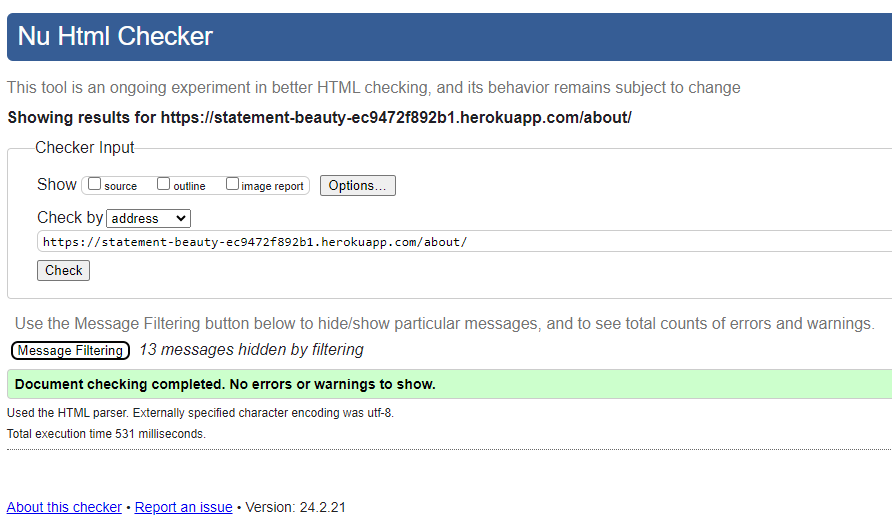 Nu Html Checker
This tool is an ongoing experiment in better HTML checking, and its behavior remains subject to change
Showing results for https://statement-beauty-ec9472f892b1.herokuapp.com/about/
Checker Input
Show source outline image report Options...
Check by address
https://statement-beauty-ec9472f892b1.herokuapp.com/about/
Check
Use the Message Filtering button below to hide/show particular messages, and to see total counts of errors and warnings.
Message Filtering 13 messages hidden by filtering
Document checking completed. No errors or warnings to show.
Used the HTML parser. Externally specified character encoding was utf-8.
Total execution time 531 milliseconds.
About this checker • Report an issue • Version: 24.2.21